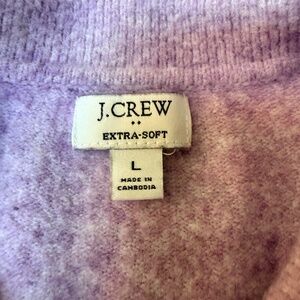 J.CREW
EXTRA-SOFT
L
MADE IN
CAMBODIA